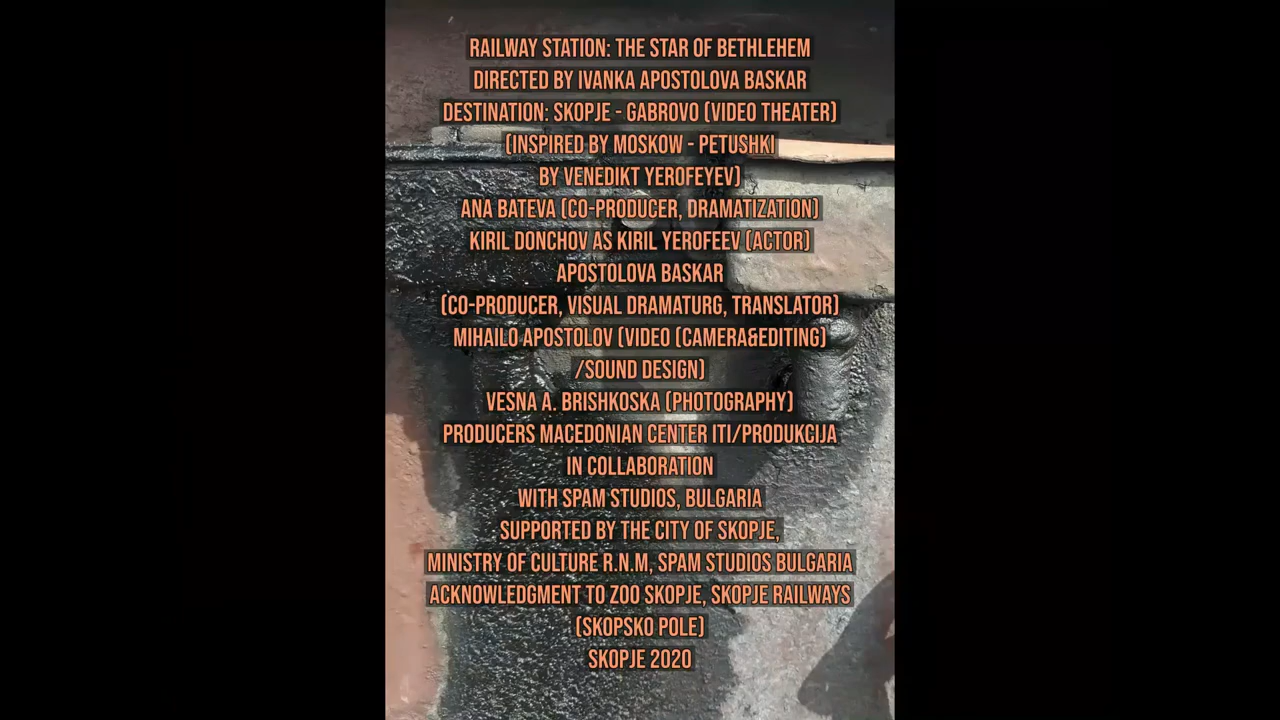 RAILWAY STATION: THE STAR OF BETHLEHEM
DIRECTED BY IVANKA APOSTOLOVA BASKAR
DESTINATION: SKOPJE - GABROVO (VIDEO THEATER)
(INSPIRED BY MOSKOW - PETUSHKI
BY VENEDIKT YEROFEYEV)
ANA BATEVA (CO-PRODUCER, DRAMATIZATION)
KIRIL DONCHOV AS KIRIL YEROFEEV (ACTOR)
APOSTOLOVA BASKAR
(CO-PRODUCER, VISUAL DRAMATURG, TRANSLATOR)
MIHAILO APOSTOLOV (VIDEO (CAMERA&EDITING)
/SOUND DESIGN)
VESNA A. BRISHKOSKA (PHOTOGRAPHY)
PRODUCERS MACEDONIAN CENTER ITI/PRODUKCIJA
IN COLLABORATION
WITH SPAM STUDIOS, BULGARIA
SUPPORTED BY THE CITY OF SKOPJE,
MINISTRY OF CULTURE R.N.M, SPAM STUDIOS BULGARIA
ACKNOWLEDGMENT TO ZOO SKOPJE, SKOPJE RAILWAYS
(SKOPSKO POLE)
SKOPJE 2020